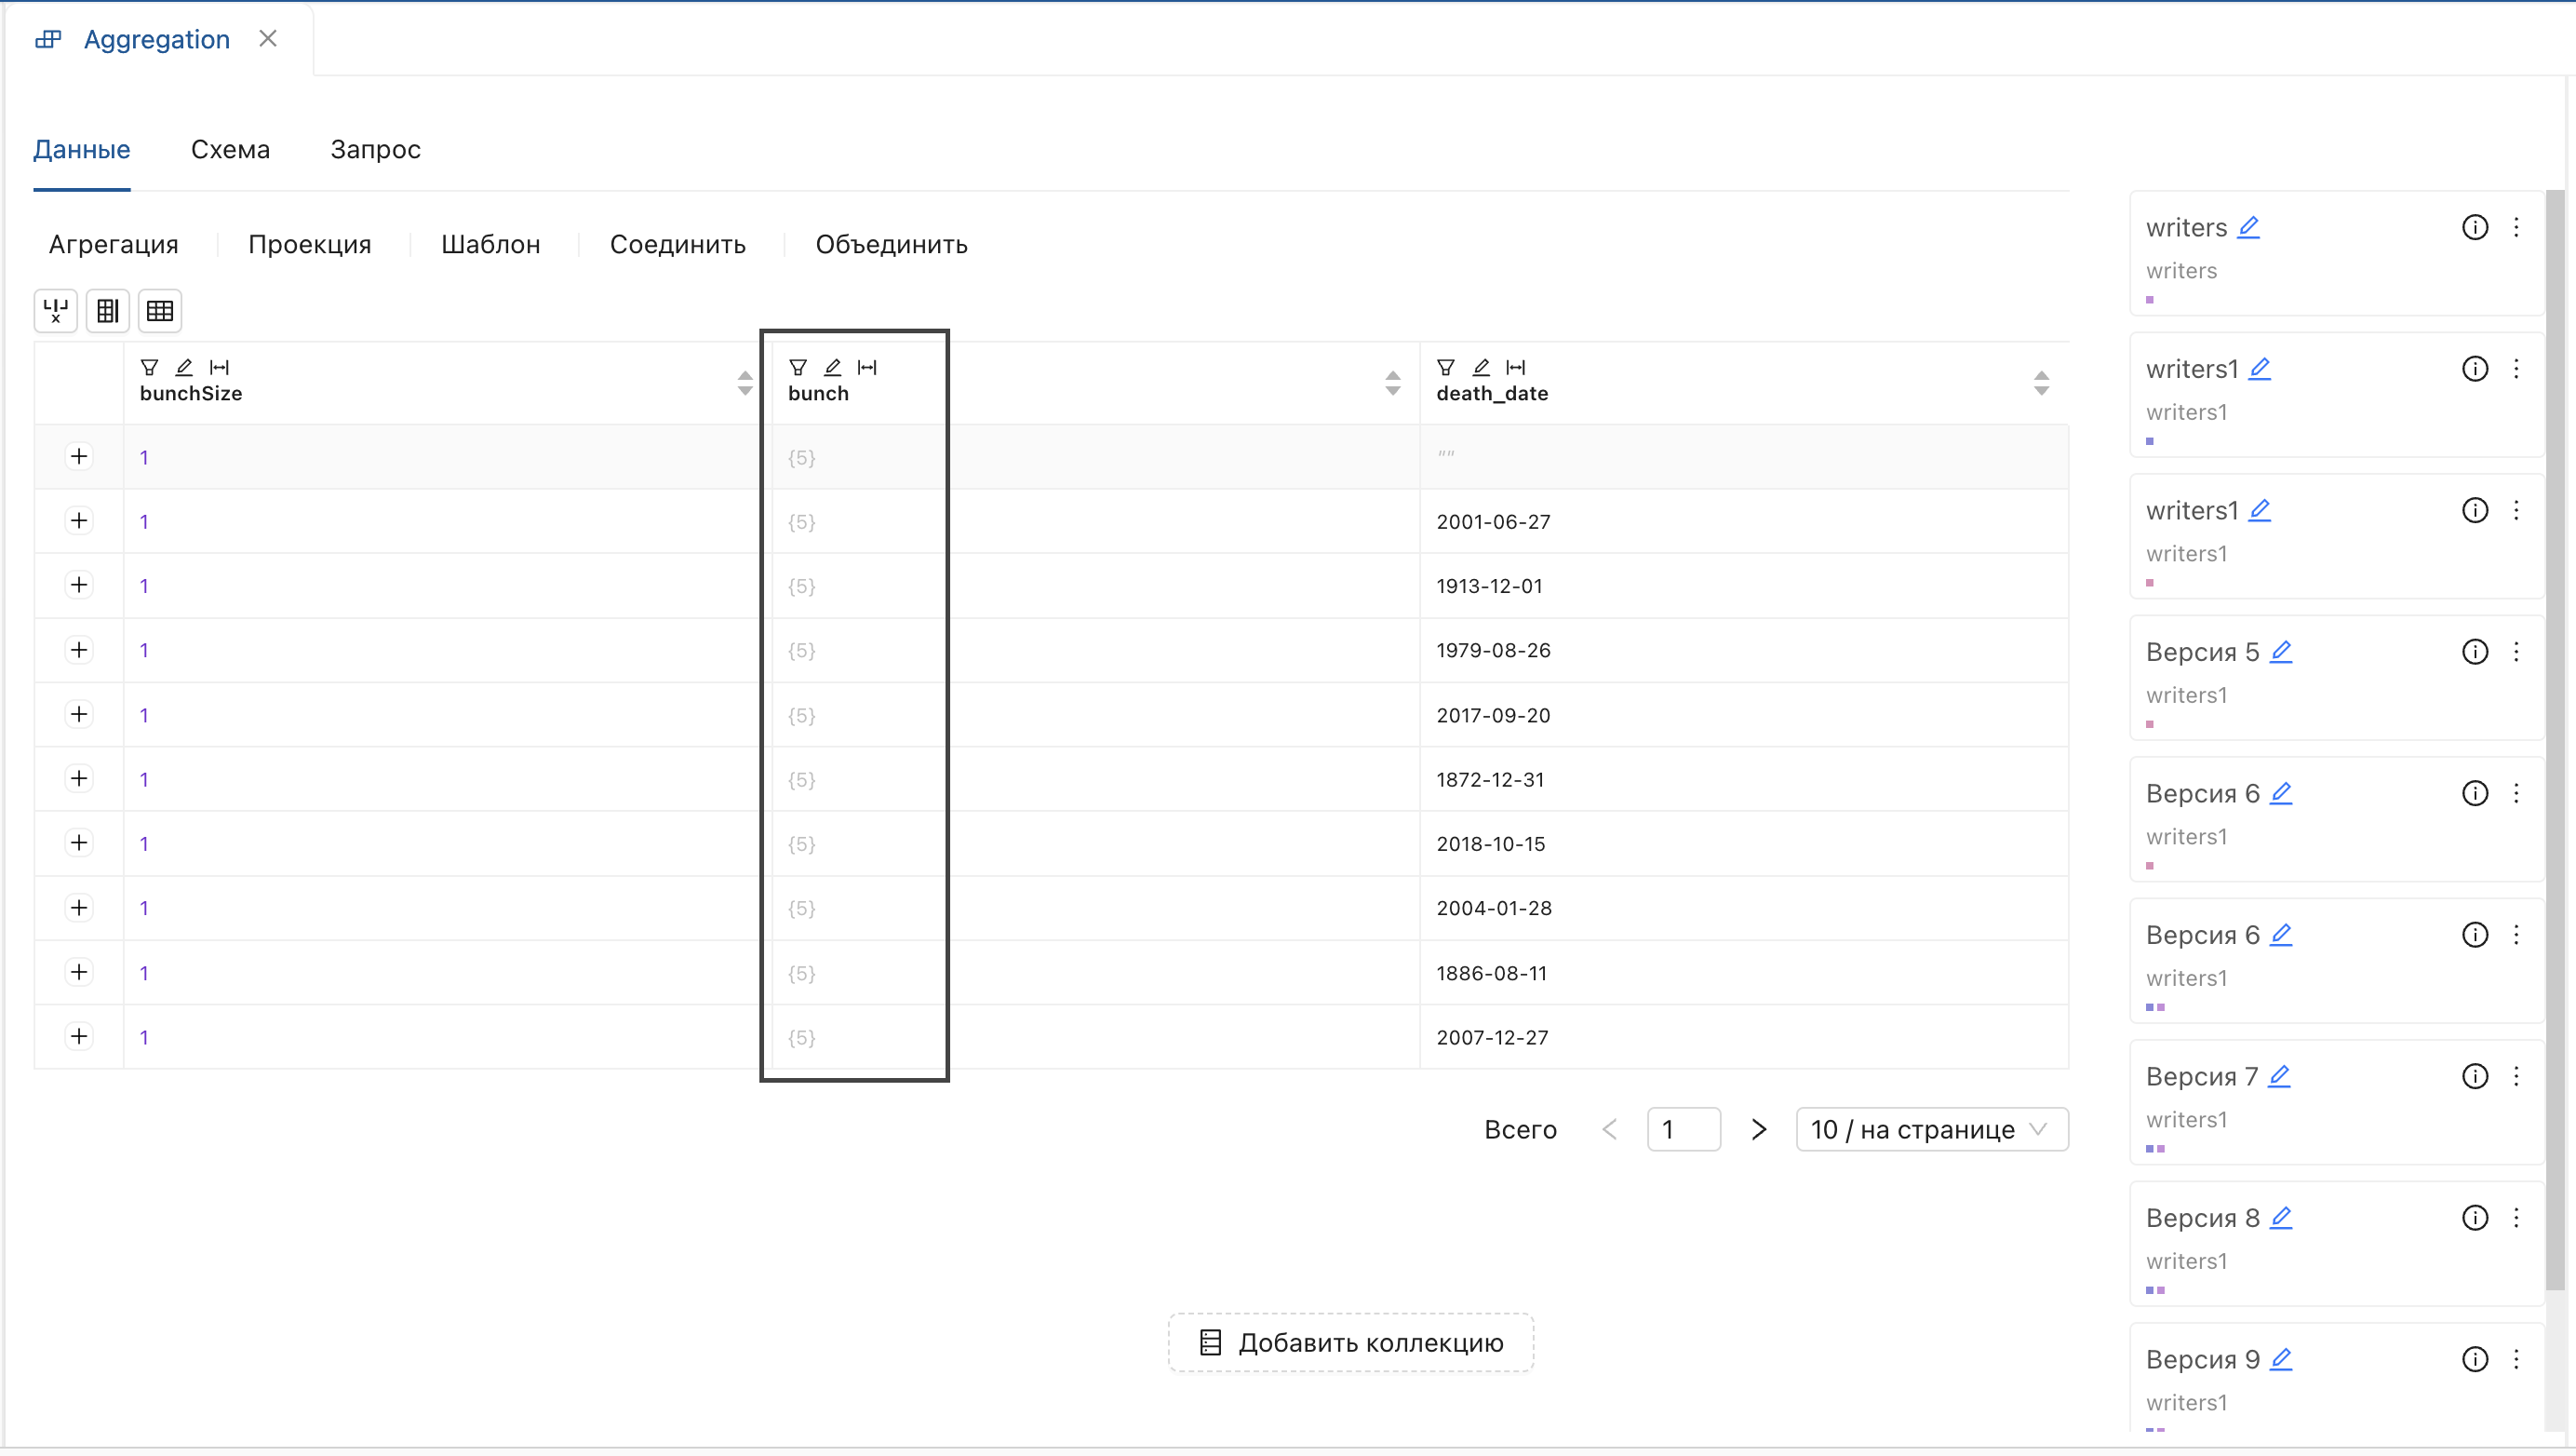 Aggregation
Данные Схема Запрос
Агрегация Проекция Шаблон Соединить Объединить
bunchSize bunch death_date
1 {5} ""
1 {5} 2001-06-27
1 {5} 1913-12-01
1 {5} 1979-08-26
1 {5} 2017-09-20
1 {5} 1872-12-31
1 {5} 2018-10-15
1 {5} 2004-01-28
1 {5} 1886-08-11
1 {5} 2007-12-27
Всего 1 10 / на странице
Добавить коллекцию
writers
writers
writers1
writers1
writers1
writers1
Версия 5
writers1
Версия 6
writers1
Версия 6
writers1
Версия 7
writers1
Версия 8
writers1
Версия 9
writers1